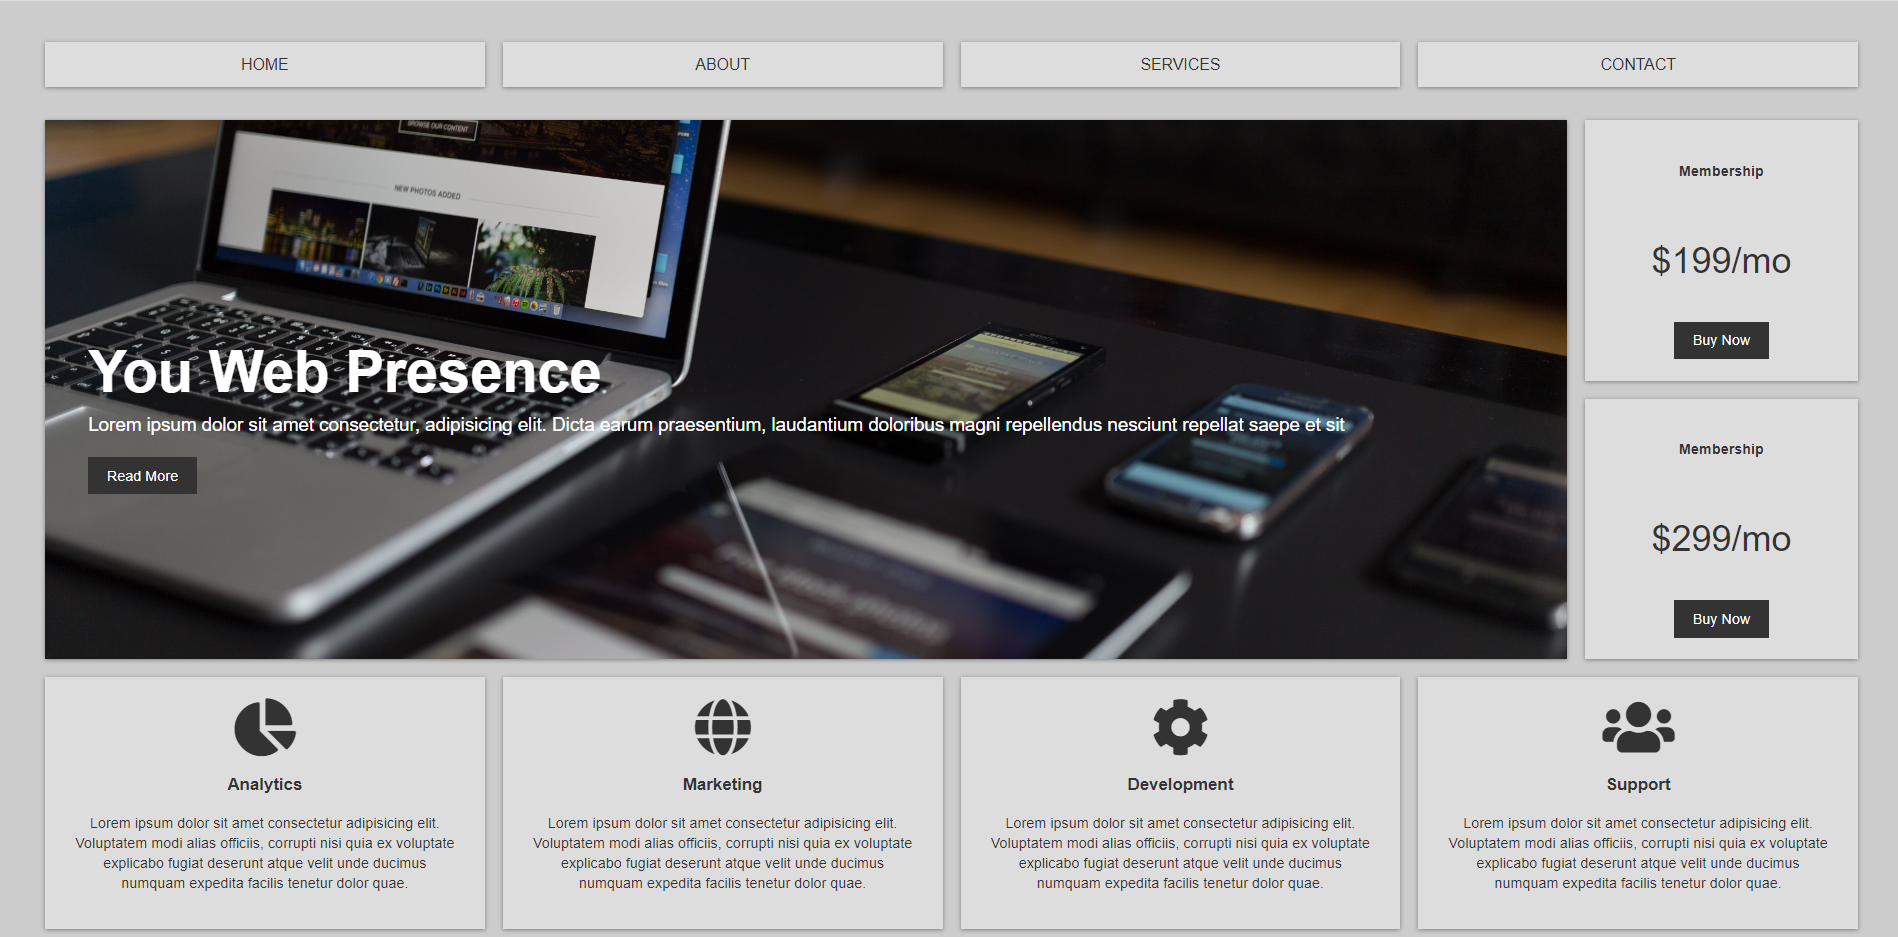 HOME
ABOUT
SERVICES
CONTACT
BROWSE OUR CONTENT
NEW PHOTOS ADDED
You Web Presence
Lorem ipsum dolor sit amet consectetur, adipisicing elit. Dicta earum praesentium, laudantium doloribus magni repellendus nesciunt repellat saepe et sit
Read More
Membership
$199/mo
Buy Now
Membership
$299/mo
Buy Now
Analytics
Lorem ipsum dolor sit amet consectetur adipisicing elit.
Voluptatem modi alias officiis, corrupti nisi quia ex voluptate
explicabo fugiat deserunt atque velit unde ducimus
numquam expedita facilis tenetur dolor quae.
Marketing
Lorem ipsum dolor sit amet consectetur adipisicing elit.
Voluptatem modi alias officiis, corrupti nisi quia ex voluptate
explicabo fugiat deserunt atque velit unde ducimus
numquam expedita facilis tenetur dolor quae.
Development
Lorem ipsum dolor sit amet consectetur adipisicing elit.
Voluptatem modi alias officiis, corrupti nisi quia ex voluptate
explicabo fugiat deserunt atque velit unde ducimus
numquam expedita facilis tenetur dolor quae.
Support
Lorem ipsum dolor sit amet consectetur adipisicing elit.
Voluptatem modi alias officiis, corrupti nisi quia ex voluptate
explicabo fugiat deserunt atque velit unde ducimus
numquam expedita facilis tenetur dolor quae.